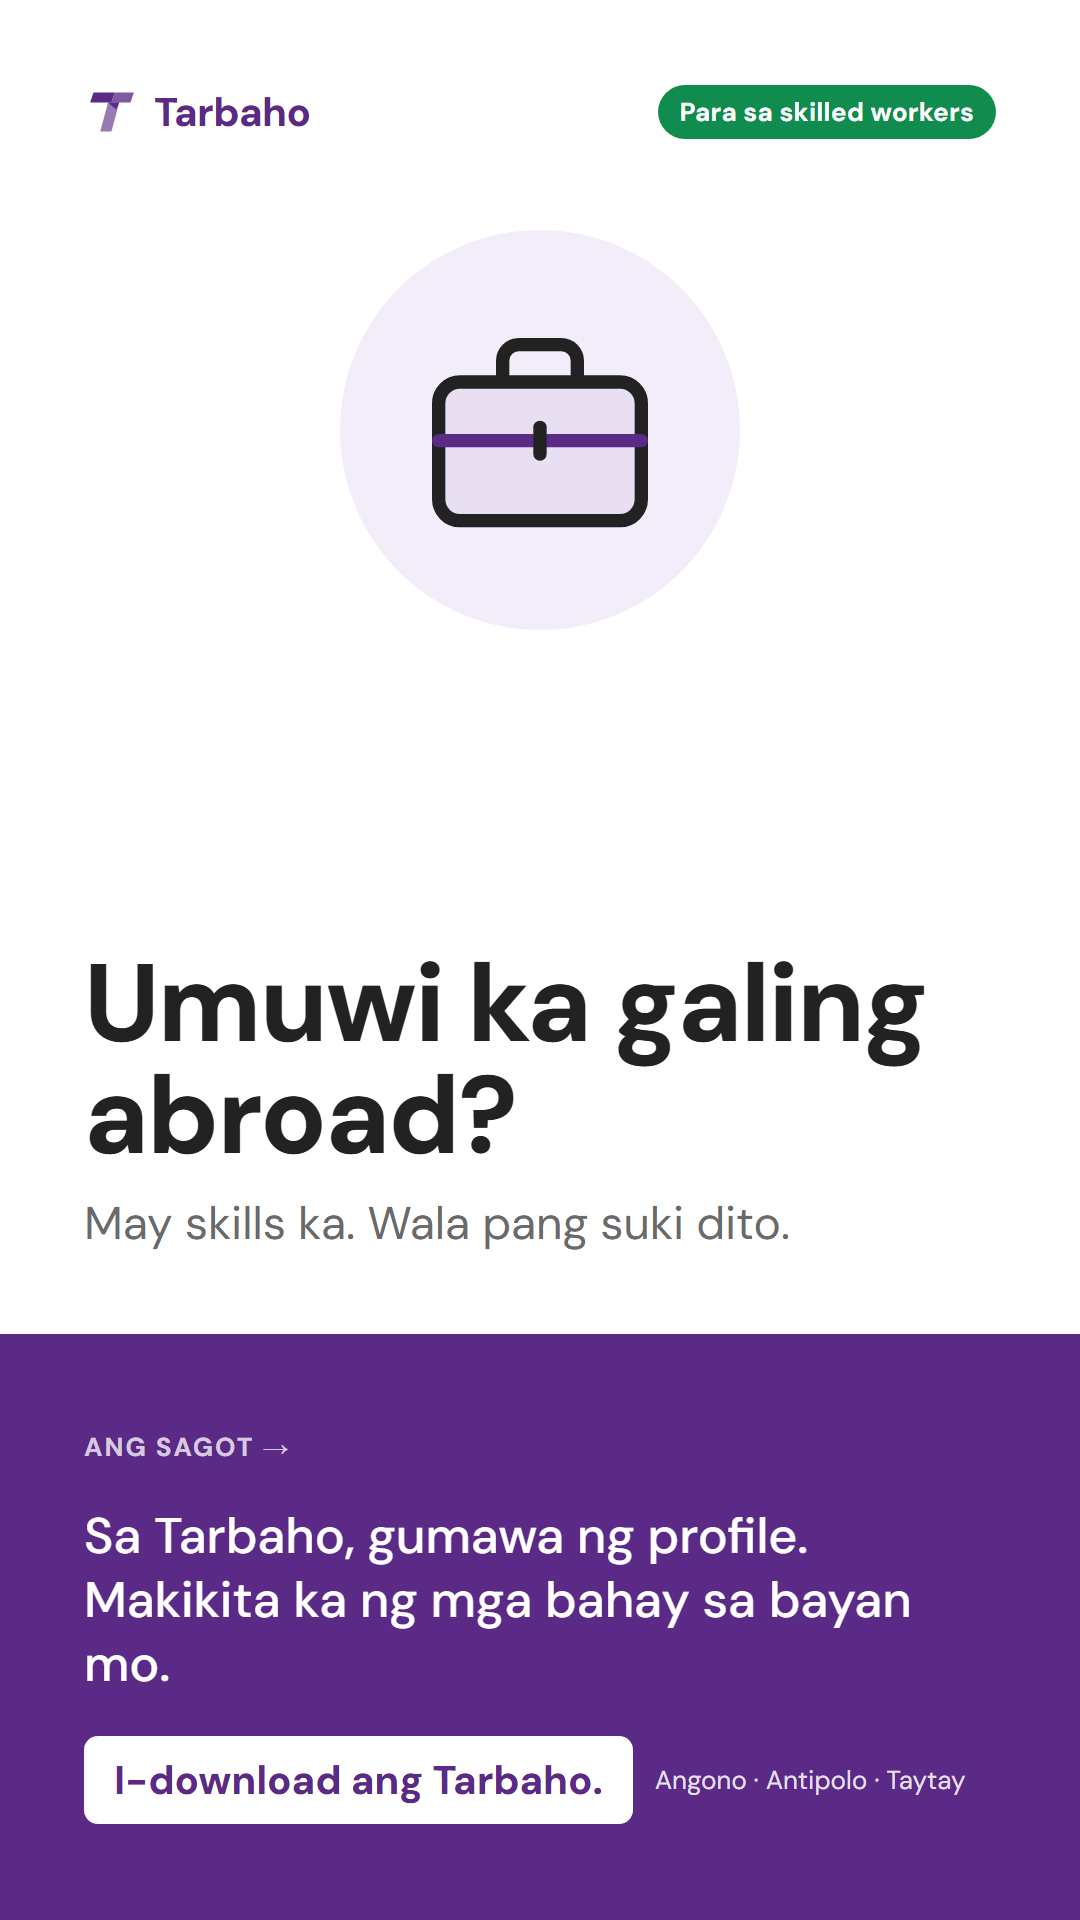 Tarbaho
Para sa skilled workers
Umuwi ka galing
abroad?
May skills ka. Wala pang suki dito.
ANG SAGOT →
Sa Tarbaho, gumawa ng profile.
Makikita ka ng mga bahay sa bayan
mo.
I-download ang Tarbaho.
Angono · Antipolo · Taytay